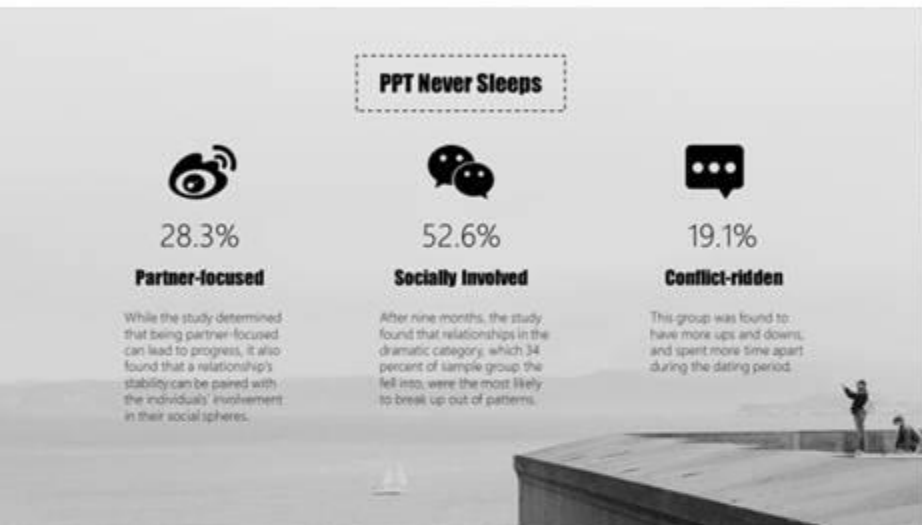 PPT Never Sleeps
28.3%
Partner-focused
While the study determined
that being partner-focused
can lead to progress, it also
found that a relationship's
stability can be paired with
the individuals' involvement
in their social spheres.
52.6%
Socially Involved
After nine months, the study
found that relationships in the
dramatic category, which 34
percent of sample group the
fell into, were the most likely
to break up out of patterns.
19.1%
Conflict-ridden
This group was found to
have more ups and downs,
and spent more time apart
during the dating period.